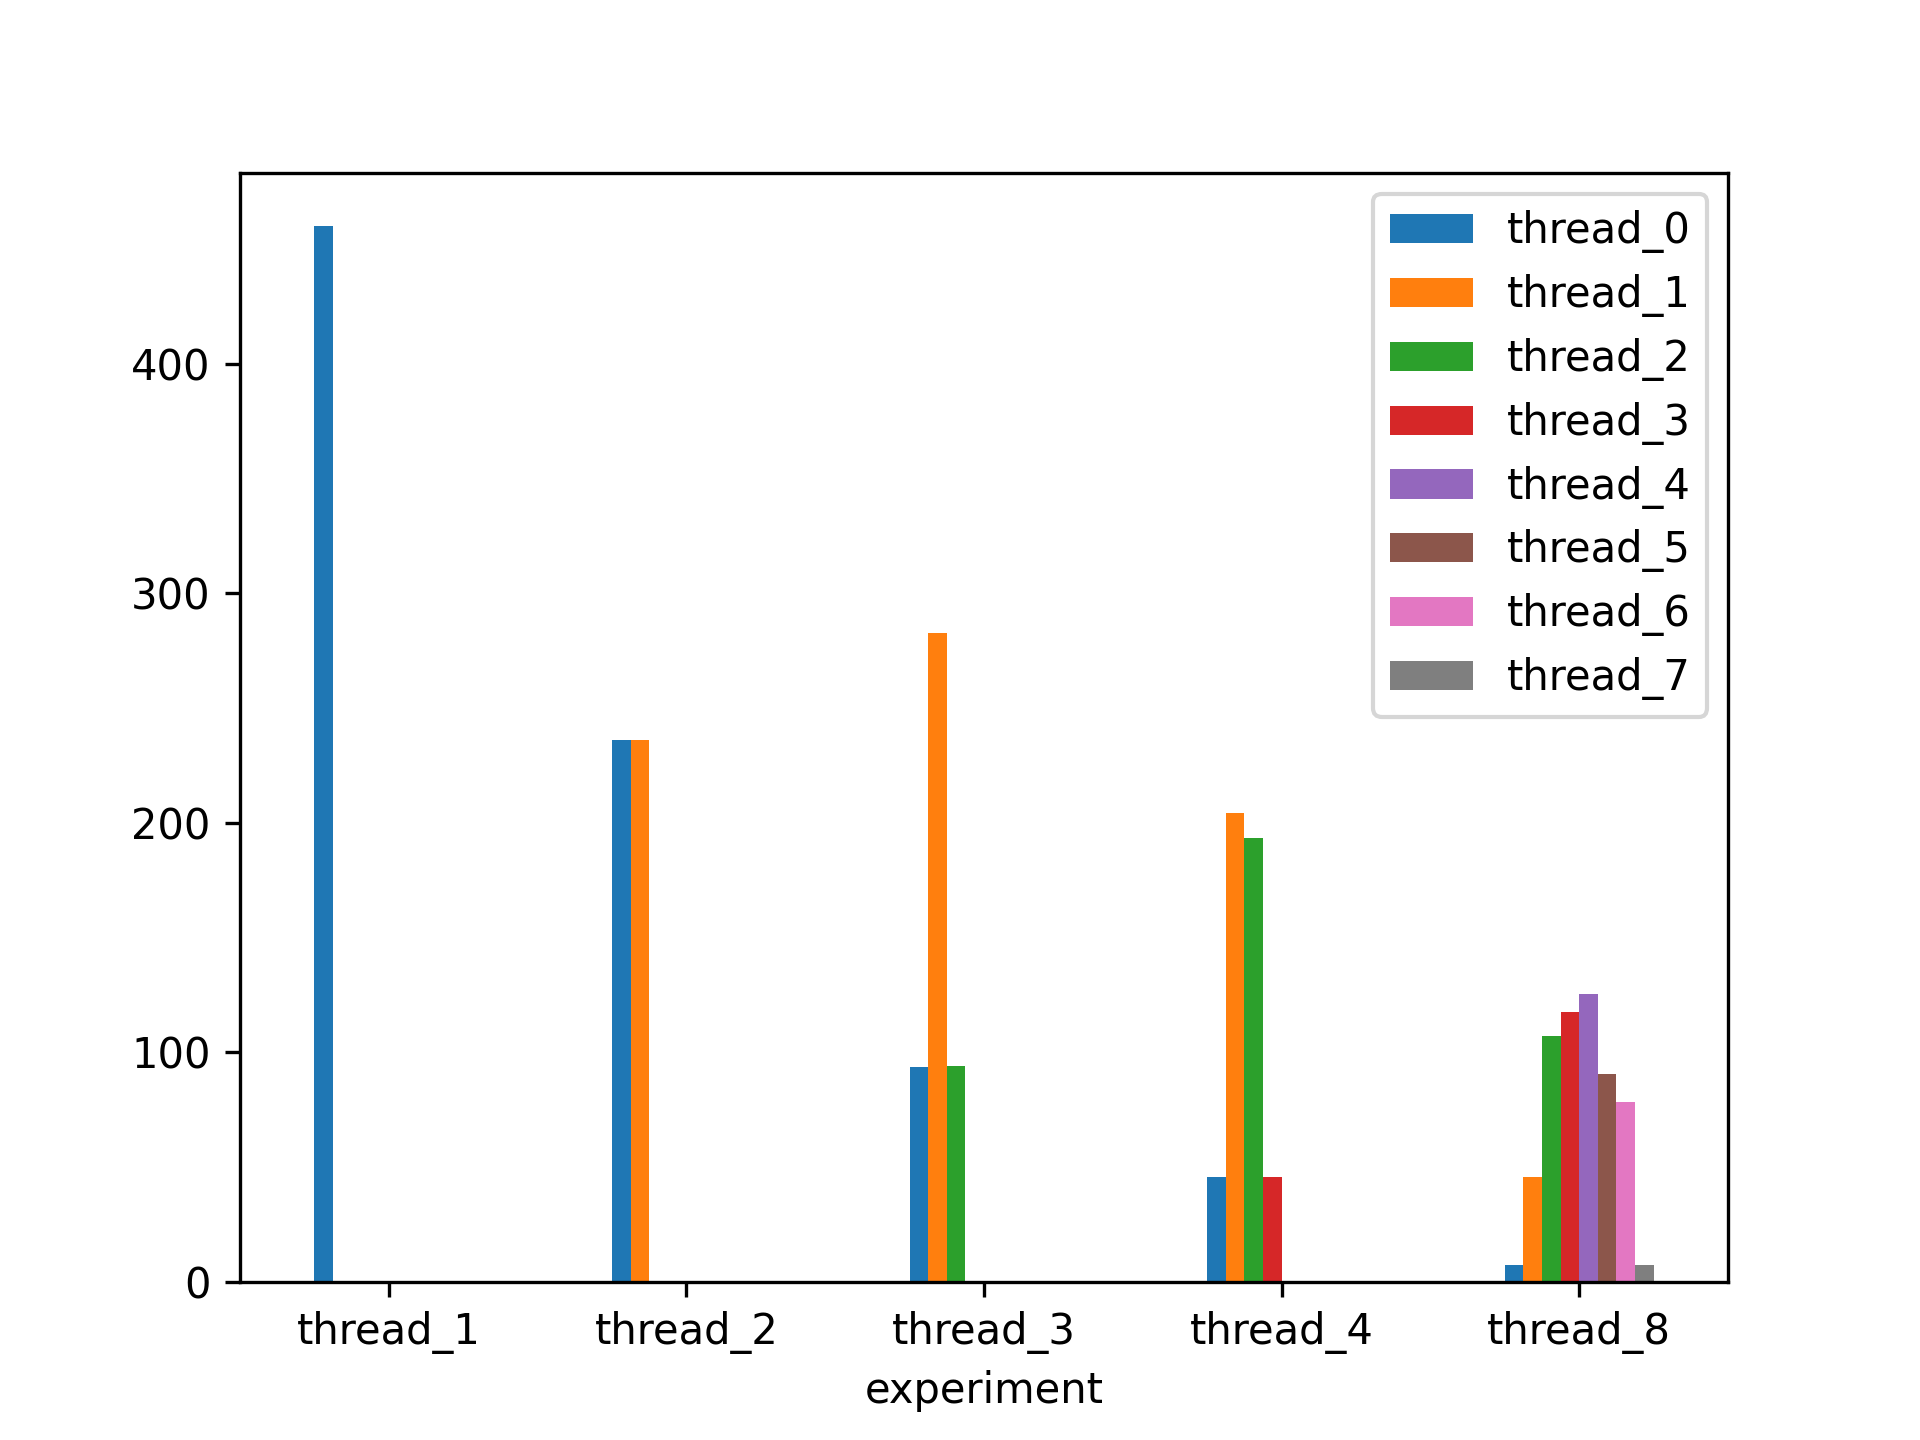 thread_0
thread_1
thread_2
thread_3
thread_4
thread_5
thread_6
thread_7
400
300
200
100
0
thread_1 thread_2 thread_3 thread_4 thread_8
experiment